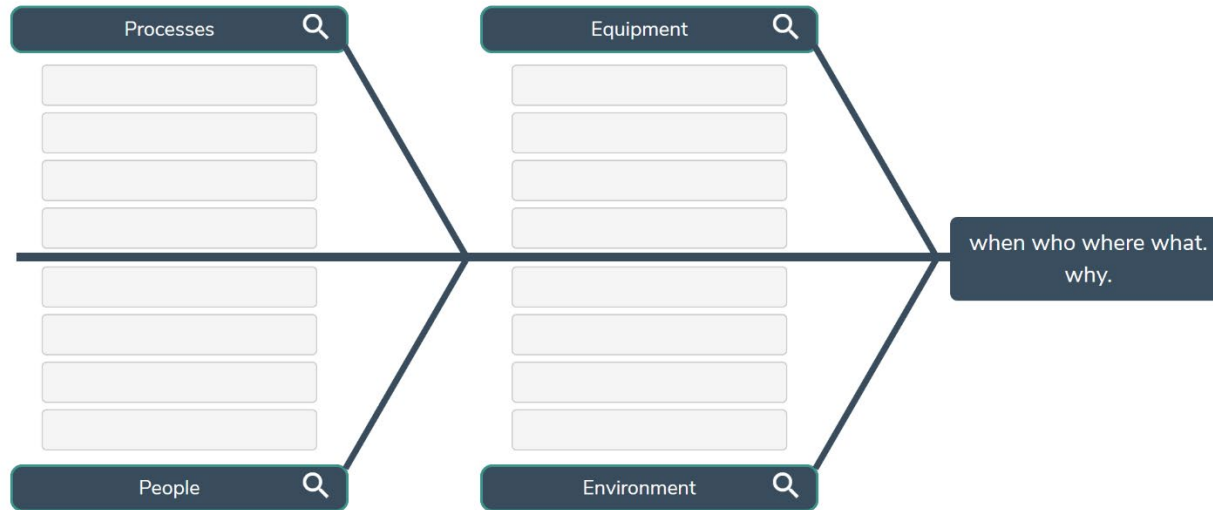 Processes
Equipment
when who where what.
why.
People
Environment